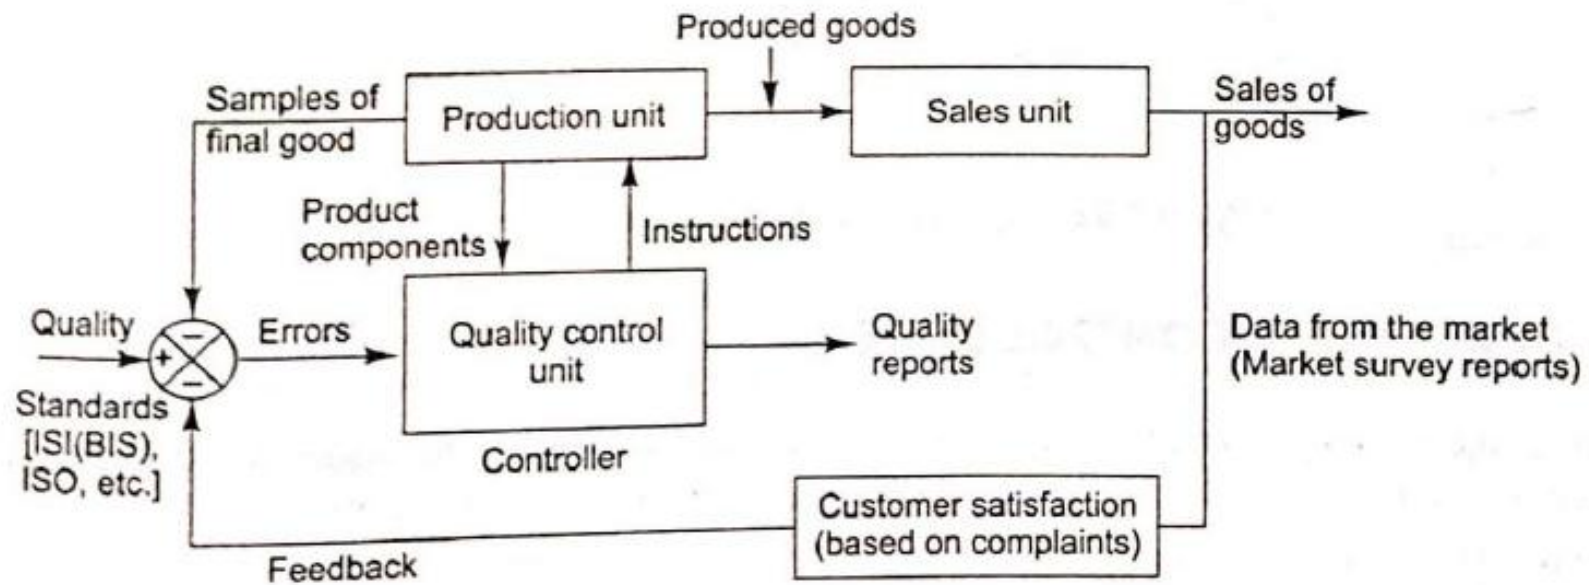 Produced goods
Samples of
final good
Production unit
Sales unit
Sales of
goods
Product
components
Instructions
Quality
+
−
−
Errors
Quality control
unit
Quality
reports
Data from the market
(Market survey reports)
Standards
[ISI(BIS),
ISO, etc.]
Controller
Customer satisfaction
(based on complaints)
Feedback